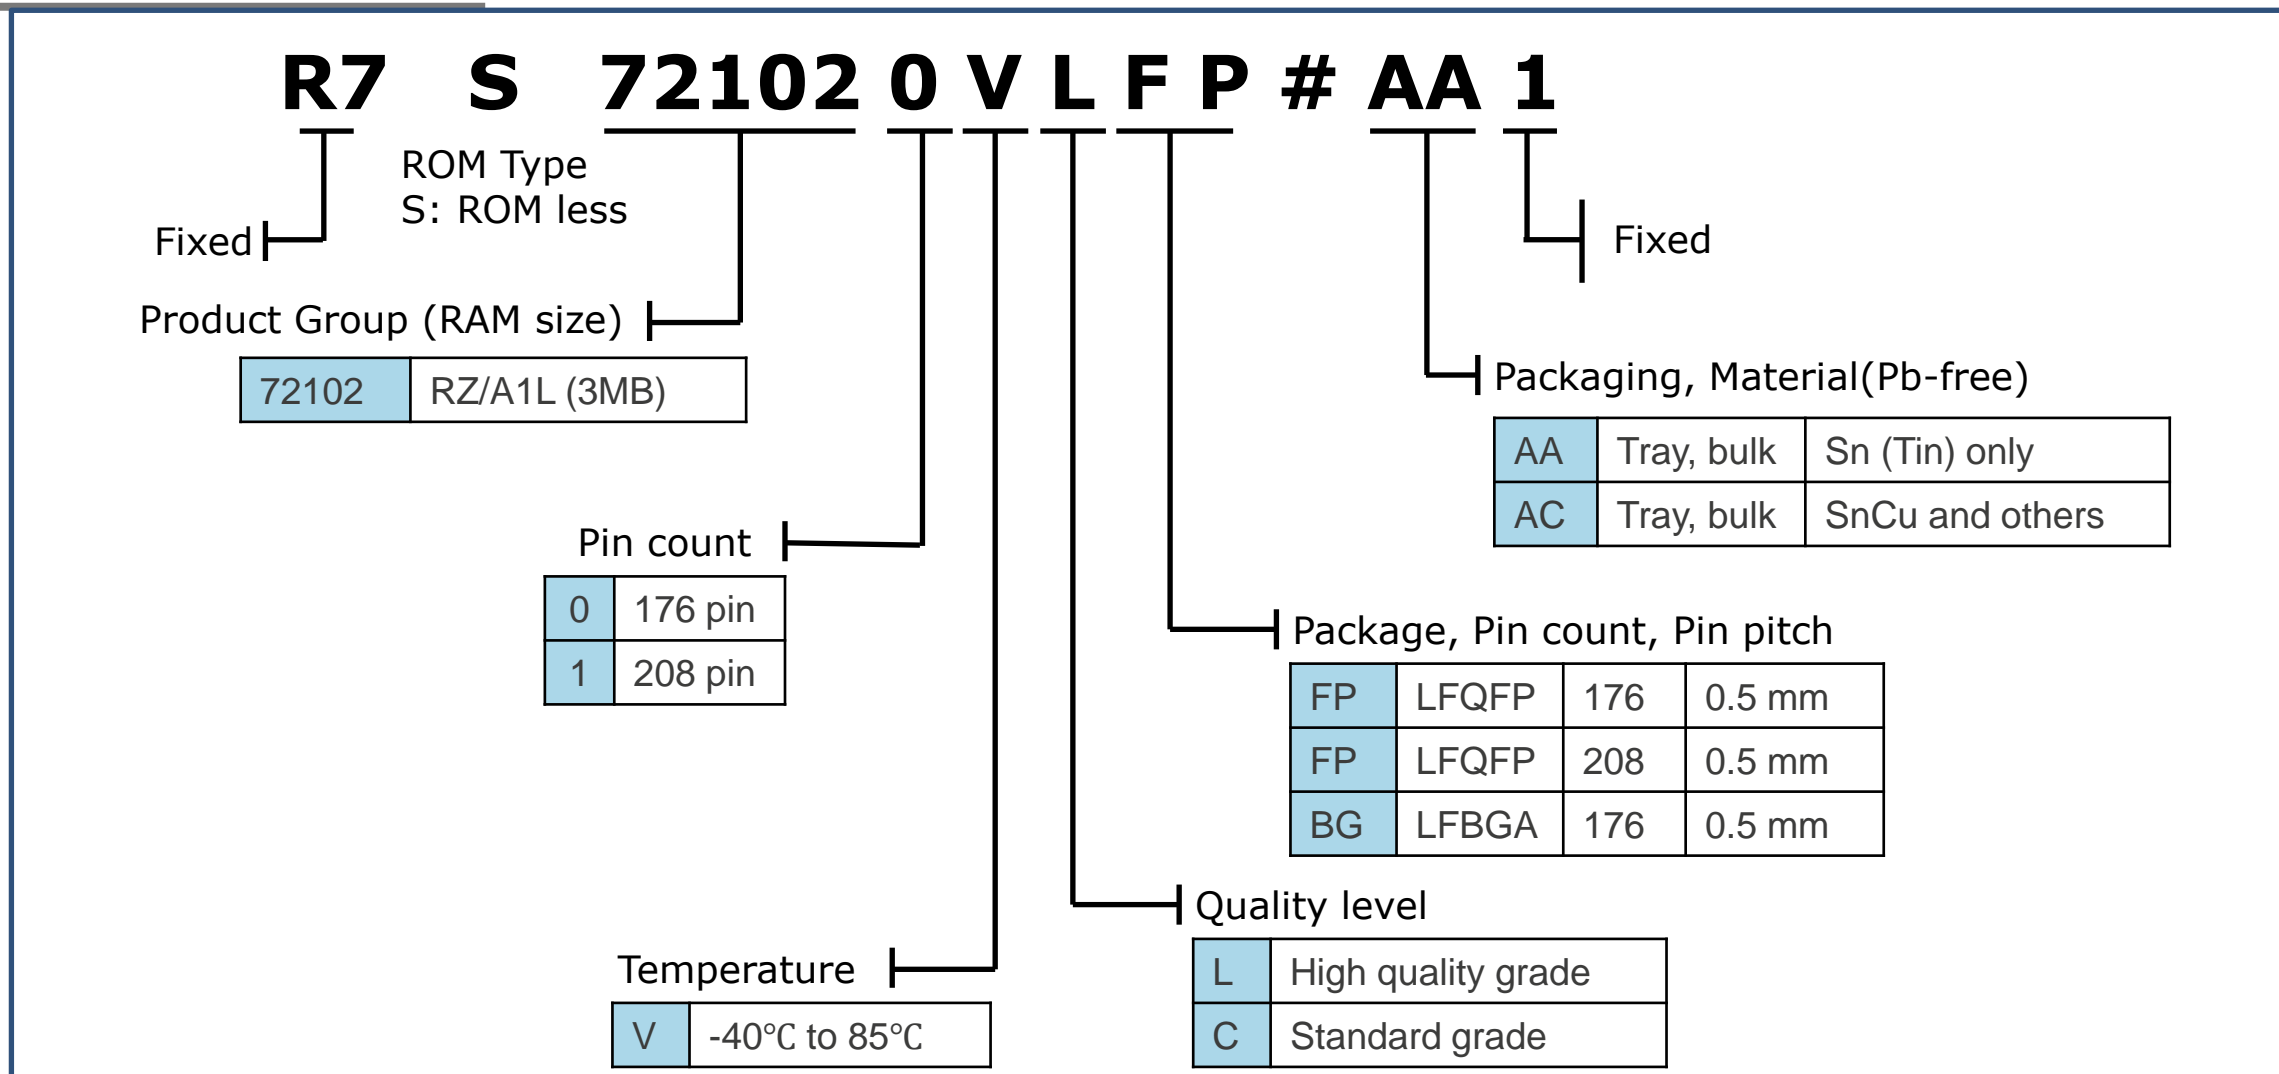 R7 S 72102 0 V L F P # AA 1
ROM Type
S: ROM less
Fixed
Fixed
Product Group (RAM size)
72102 RZ/A1L (3MB)
Packaging, Material(Pb-free)
AA Tray, bulk Sn (Tin) only
AC Tray, bulk SnCu and others
Pin count
0 176 pin
1 208 pin
Package, Pin count, Pin pitch
FP LFQFP 176 0.5 mm
FP LFQFP 208 0.5 mm
BG LFBGA 176 0.5 mm
Quality level
L High quality grade
C Standard grade
Temperature
V -40℃ to 85℃